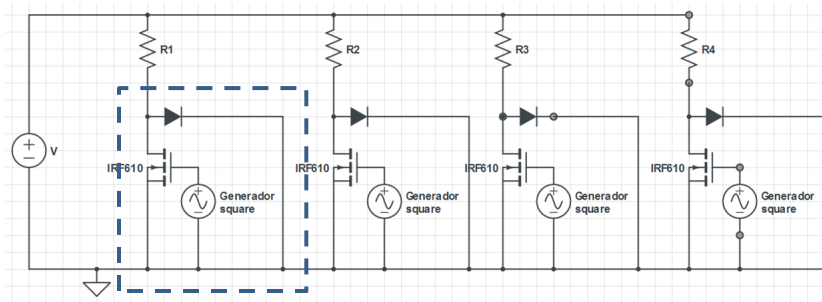 R1
R2
R3
R4
V
IRF610
IRF610
IRF610
IRF610
Generador
square
Generador
square
Generador
square
Generador
square